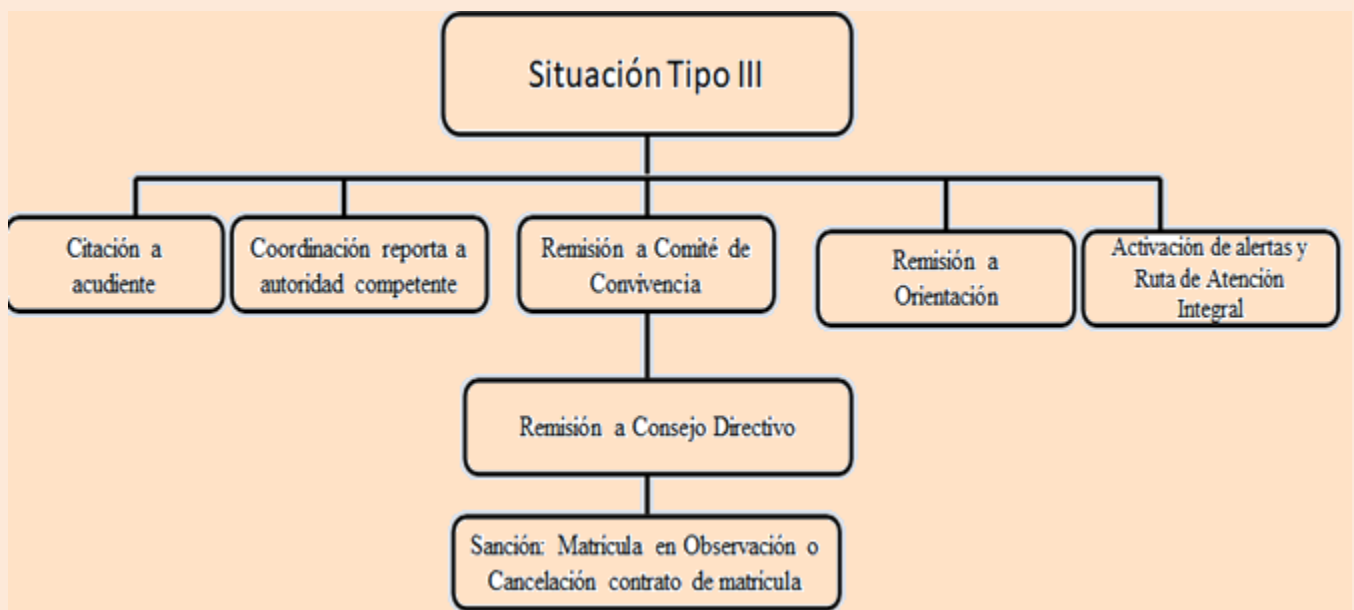 Situación Tipo III
Citación a
acudiente
Coordinación reporta a
autoridad competente
Remisión a Comité de
Convivencia
Remisión a
Orientación
Activación de alertas y
Ruta de Atención
Integral
Remisión a Consejo Directivo
Sanción: Matricula en Observación o
Cancelación contrato de matricula